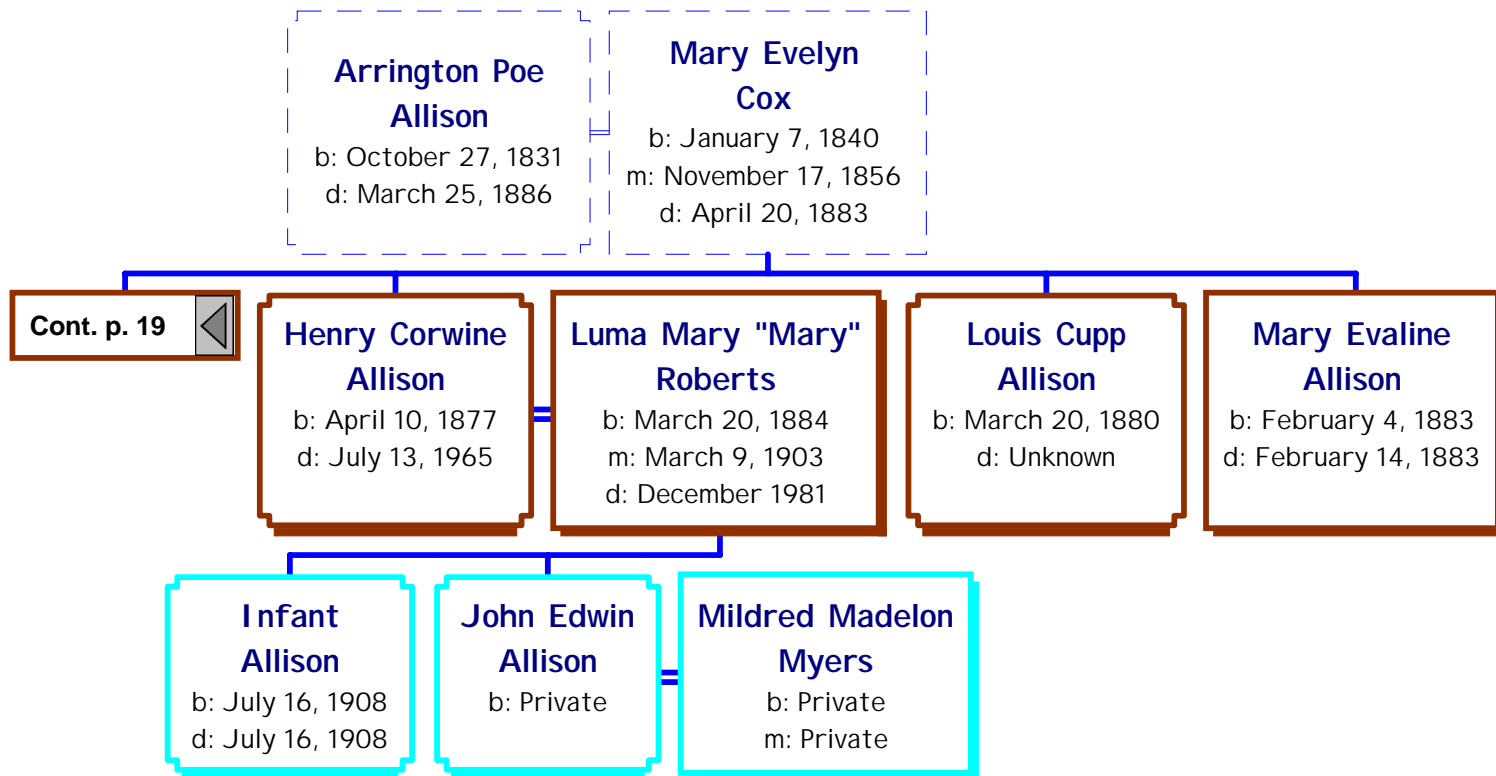 Arrington Poe
Allison
b: October 27, 1831
d: March 25, 1886
Mary Evelyn
Cox
b: January 7, 1840
m: November 17, 1856
d: April 20, 1883
Cont. p. 19
Henry Corwine
Allison
b: April 10, 1877
d: July 13, 1965
Luma Mary "Mary"
Roberts
b: March 20, 1884
m: March 9, 1903
d: December 1981
Louis Cupp
Allison
b: March 20, 1880
d: Unknown
Mary Evaline
Allison
b: February 4, 1883
d: February 14, 1883
Infant
Allison
b: July 16, 1908
d: July 16, 1908
John Edwin
Allison
b: Private
Mildred Madelon
Myers
b: Private
m: Private